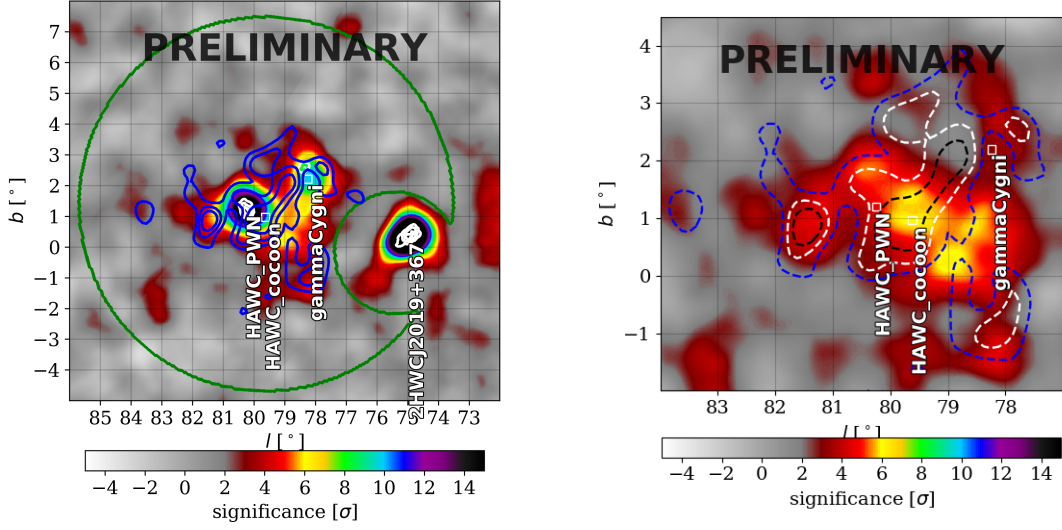 PRELIMINARY
7
6
5
4
3
2
1
0
−1
−2
−3
−4
b [°]
HAWC_PWN
HAWC_cocoon
gammaCygni
2HWCJ2019+367
85 84 83 82 81 80 79 78 77 76 75 74 73
l [°]
−4 −2 0 2 4 6 8 10 12 14
significance [σ]
PRELIMINARY
4
3
2
1
0
−1
b [°]
HAWC_PWN
HAWC_cocoon
gammaCygni
83 82 81 80 79 78
l [°]
−4 −2 0 2 4 6 8 10 12 14
significance [σ]